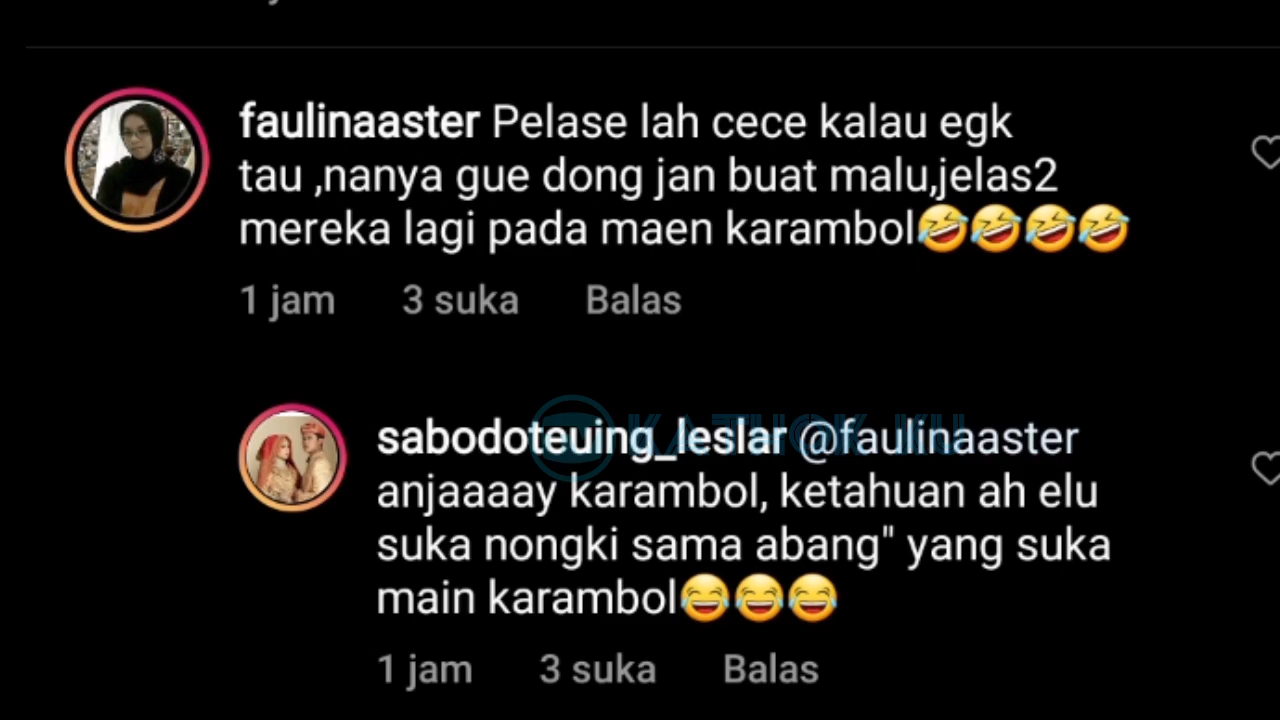 faulinaaster Pelase lah cece kalau egk
tau ,nanya gue dong jan buat malu,jelas2
mereka lagi pada maen karambol🤣🤣🤣🤣
1 jam 3 suka Balas
KATHOK KU
sabodoteuing_leslar @faulinaaster
anjaaaay karambol, ketahuan ah elu
suka nongki sama abang" yang suka
main karambol😂😂😂
1 jam 3 suka Balas